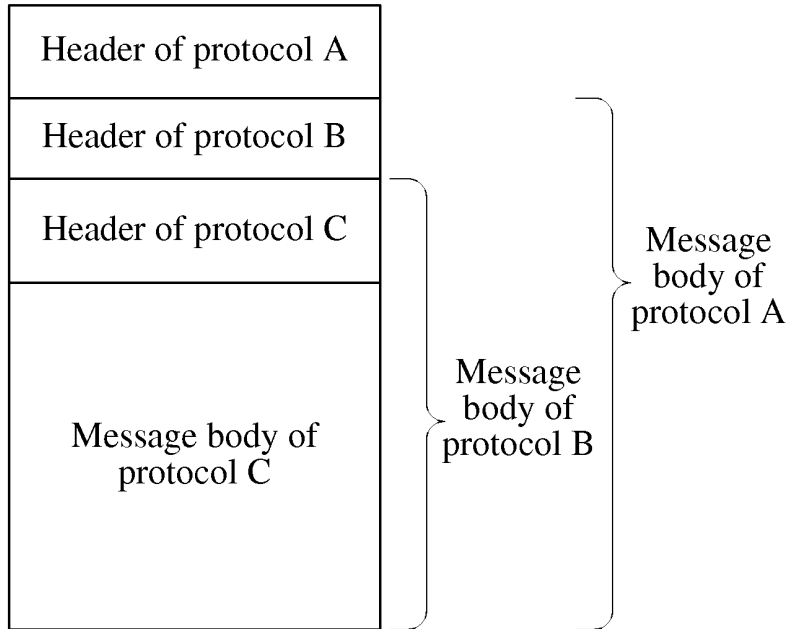 Header of protocol A
Header of protocol B
Header of protocol C
Message body of
protocol C
Message
body of
protocol B
Message
body of
protocol A